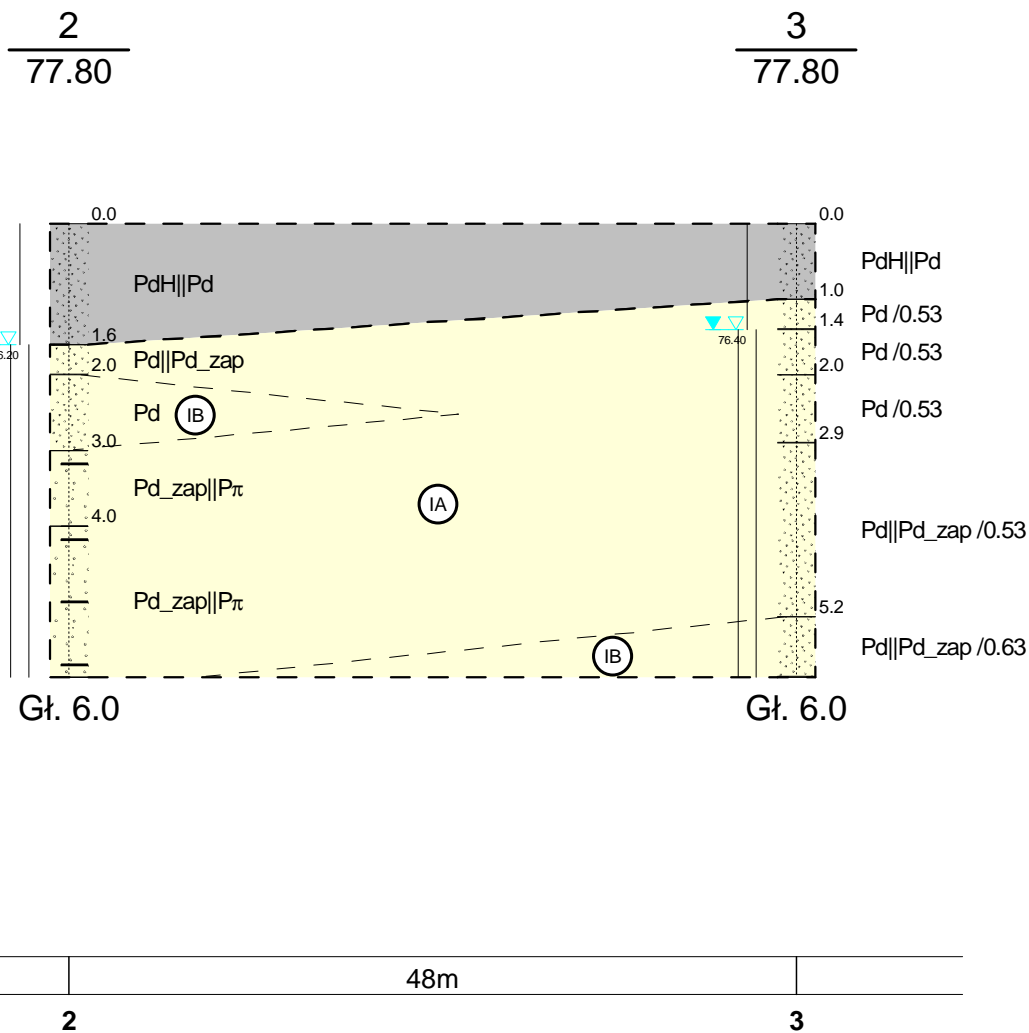 2
77.80
3
77.80
0.0
0.0
PdH||Pd
PdH||Pd
1.0
Pd /0.53
1.4
1.6
76.40
Pd /0.53
Pd||Pd_zap
2.0
2.0
Pd
IB
Pd /0.53
3.0
2.9
Pd_zap||Pπ
IA
4.0
Pd||Pd_zap /0.53
Pd_zap||Pπ
5.2
IB
Pd||Pd_zap /0.63
Gł. 6.0
Gł. 6.0
48m
2
3